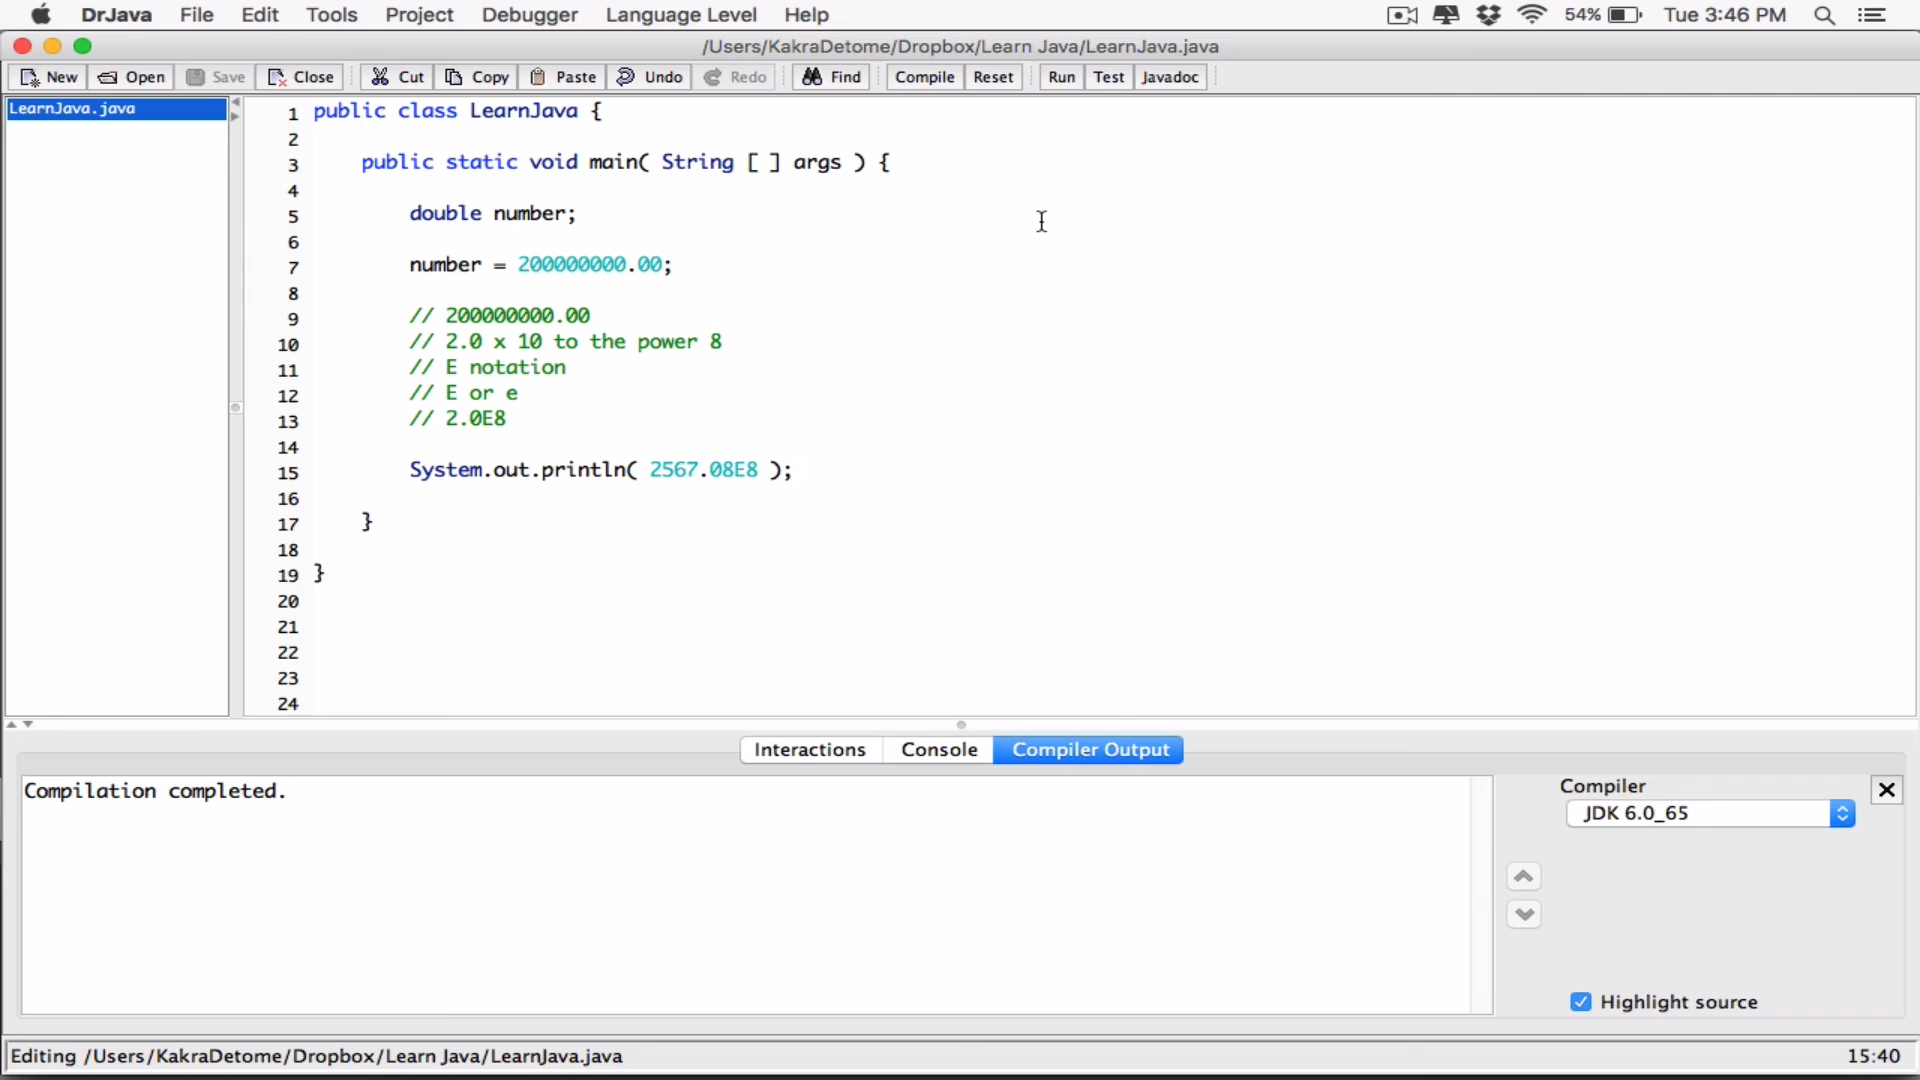 DrJava File Edit Tools Project Debugger Language Level Help 54% Tue 3:46 PM
/Users/KakraDetome/Dropbox/Learn Java/LearnJava.java
New Open Save Close Cut Copy Paste Undo Redo Find Compile Reset Run Test Javadoc
LearnJava.java
1 public class LearnJava {
2
3 public static void main( String [ ] args ) {
4
5 double number;
6
7 number = 200000000.00;
8
9 // 200000000.00
10 // 2.0 x 10 to the power 8
11 // E notation
12 // E or e
13 // 2.0E8
14
15 System.out.println( 2567.08E8 );
16
17 }
18
19 }
20
21
22
23
24
Interactions Console Compiler Output
Compilation completed.
Compiler
JDK 6.0_65
Highlight source
Editing /Users/KakraDetome/Dropbox/Learn Java/LearnJava.java 15:40